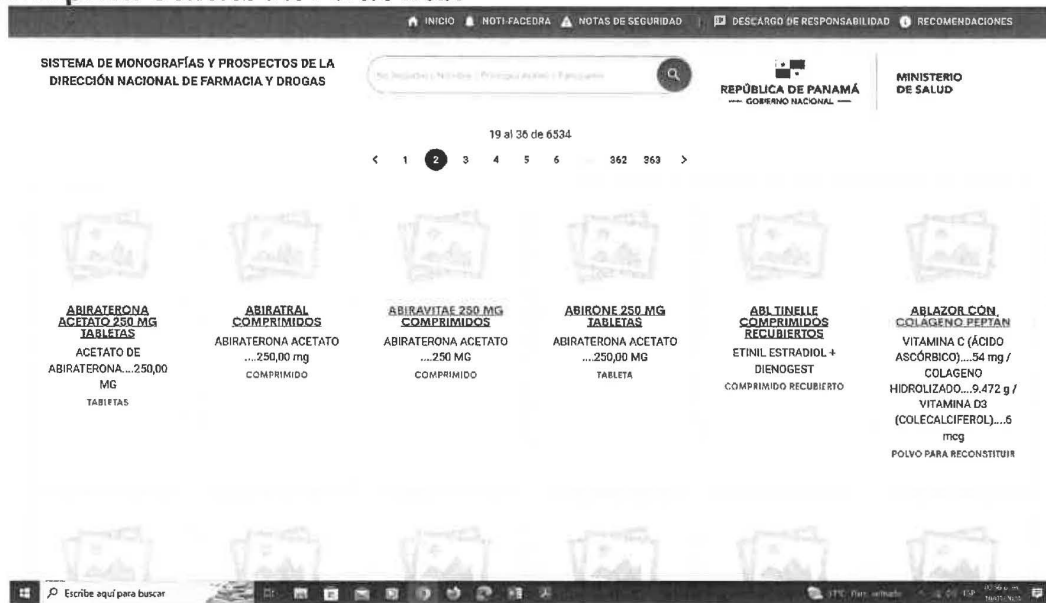 INICIO NOTI-FACEDRA NOTAS DE SEGURIDAD | DESCARGO DE RESPONSABILIDAD RECOMENDACIONES
SISTEMA DE MONOGRAFÍAS Y PROSPECTOS DE LA
DIRECCIÓN NACIONAL DE FARMACIA Y DROGAS
REPÚBLICA DE PANAMÁ
— GOBIERNO NACIONAL —
MINISTERIO
DE SALUD
19 al 36 de 6534
< 1 2 3 4 5 6 ... 362 363 >
ABIRATERONA
ACETATO 250 MG
TABLETAS
ACETATO DE
ABIRATERONA....250,00
MG
TABLETAS
ABIRATRAL
COMPRIMIDOS
ABIRATERONA ACETATO
....250,00 mg
COMPRIMIDO
ABIRAVITAE 250 MG
COMPRIMIDOS
ABIRATERONA ACETATO
....250 MG
COMPRIMIDO
ABIRONE 250 MG
TABLETAS
ABIRATERONA ACETATO
....250,00 MG
TABLETA
ABL TINELLE
COMPRIMIDOS
RECUBIERTOS
ETINIL ESTRADIOL +
DIENOGEST
COMPRIMIDO RECUBIERTO
ABLAZOR CON
COLAGENO PEPTAN
VITAMINA C (ÁCIDO
ASCÓRBICO)....54 mg /
COLAGENO
HIDROLIZADO....9.472 g /
VITAMINA D3
(COLECALCIFEROL)....6
mcg
POLVO PARA RECONSTITUIR
Escribe aquí para buscar
ESP